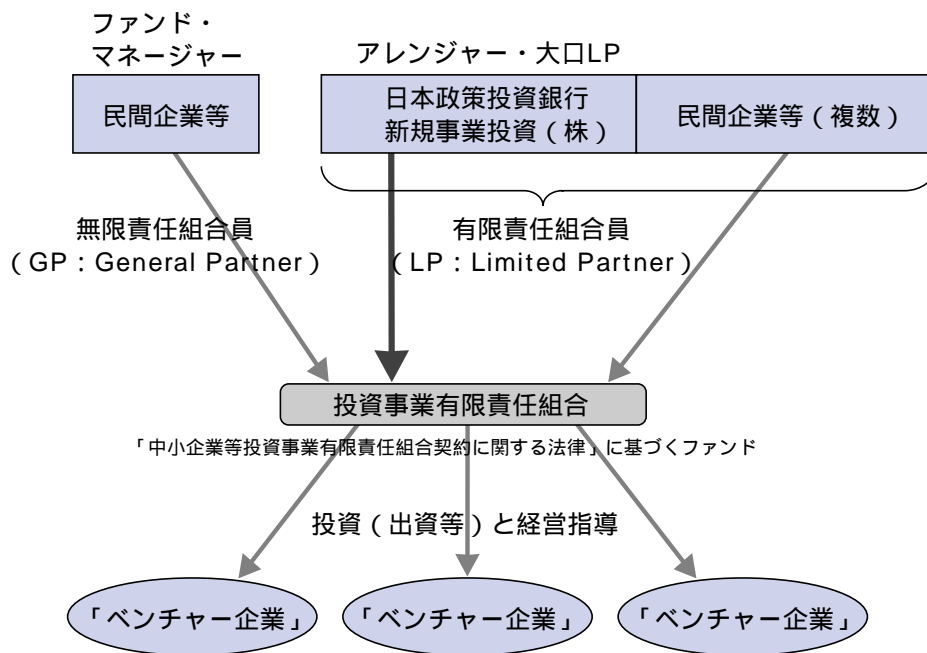 ファンド・
マネージャー
アレンジャー・大口LP
民間企業等
日本政策投資銀行
新規事業投資（株）
民間企業等（複数）
無限責任組合員
（GP：General Partner）
有限責任組合員
（LP：Limited Partner）
投資事業有限責任組合
「中小企業等投資事業有限責任組合契約に関する法律」に基づくファンド
投資（出資等）と経営指導
「ベンチャー企業」
「ベンチャー企業」
「ベンチャー企業」